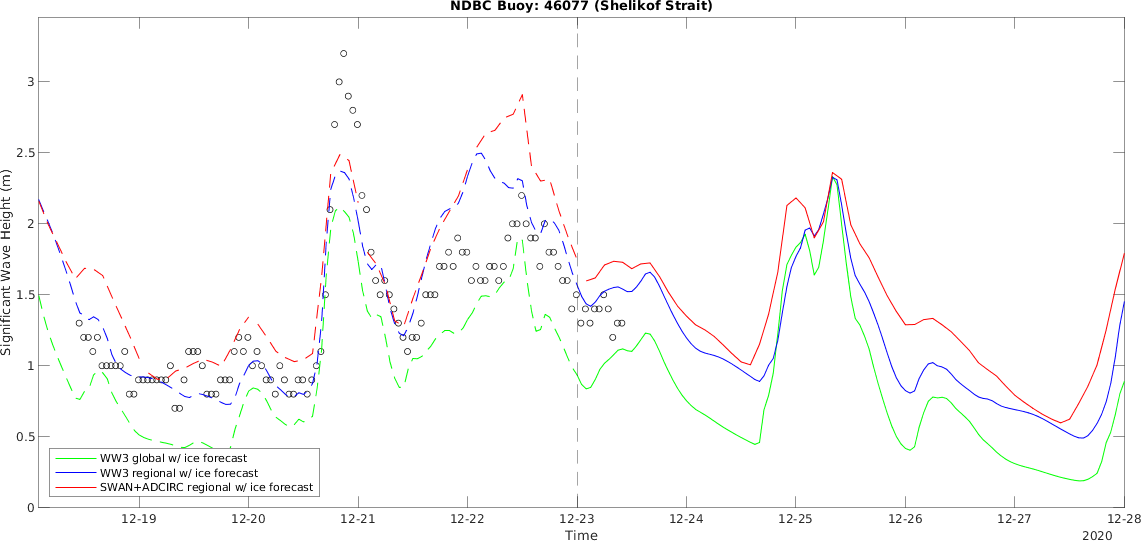 NDBC Buoy: 46077 (Shelikof Strait)
Significant Wave Height (m)
3
2.5
2
1.5
1
0.5
0
WW3 global w/ ice forecast
WW3 regional w/ ice forecast
SWAN+ADCIRC regional w/ ice forecast
12-19 12-20 12-21 12-22 12-23 12-24 12-25 12-26 12-27 12-28
Time
2020